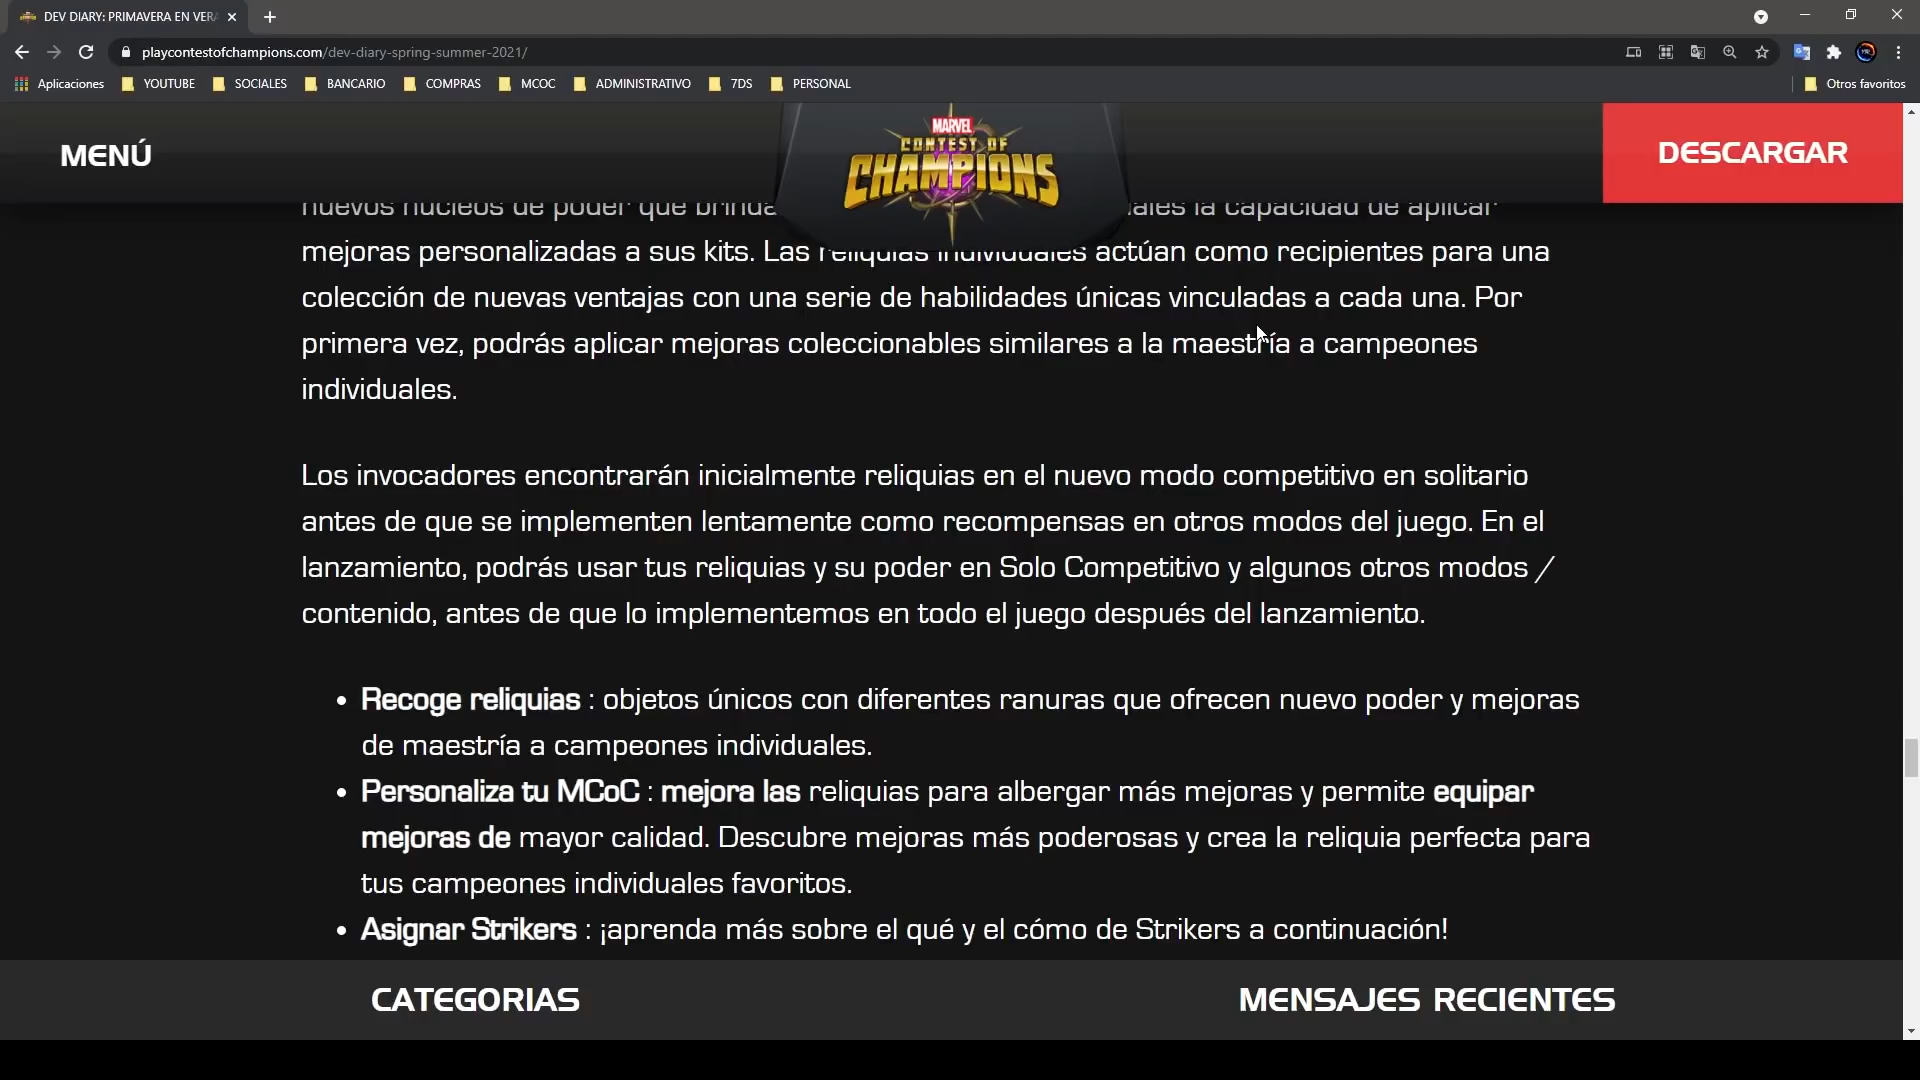 DEV DIARY: PRIMAVERA EN VER
playcontestofchampions.com/dev-diary-spring-summer-2021/
Aplicaciones YOUTUBE SOCIALES BANCARIO COMPRAS MCOC ADMINISTRATIVO 7DS PERSONAL Otros favoritos
MENÚ
MARVEL
CONTEST OF
CHAMPIONS
DESCARGAR
nuevos núcleos de poder que la capacidad de aplicar
mejoras personalizadas a sus kits. Las reliquias individuales actúan como recipientes para una
colección de nuevas ventajas con una serie de habilidades únicas vinculadas a cada una. Por
primera vez, podrás aplicar mejoras coleccionables similares a la maestría a campeones
individuales.
Los invocadores encontrarán inicialmente reliquias en el nuevo modo competitivo en solitario
antes de que se implementen lentamente como recompensas en otros modos del juego. En el
lanzamiento, podrás usar tus reliquias y su poder en Solo Competitivo y algunos otros modos /
contenido, antes de que lo implementemos en todo el juego después del lanzamiento.
• Recoge reliquias : objetos únicos con diferentes ranuras que ofrecen nuevo poder y mejoras
de maestría a campeones individuales.
• Personaliza tu MCoC : mejora las reliquias para albergar más mejoras y permite equipar
mejoras de mayor calidad. Descubre mejoras más poderosas y crea la reliquia perfecta para
tus campeones individuales favoritos.
• Asignar Strikers : ¡aprenda más sobre el qué y el cómo de Strikers a continuación!
CATEGORIAS
MENSAJES RECIENTES